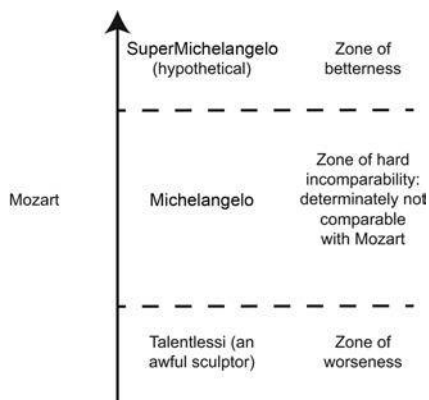 SuperMichelangelo
(hypothetical)
Zone of
betterness
Mozart
Michelangelo
Zone of hard
incomparability:
determinately not
comparable
with Mozart
Talentlessi (an
awful sculptor)
Zone of
worseness